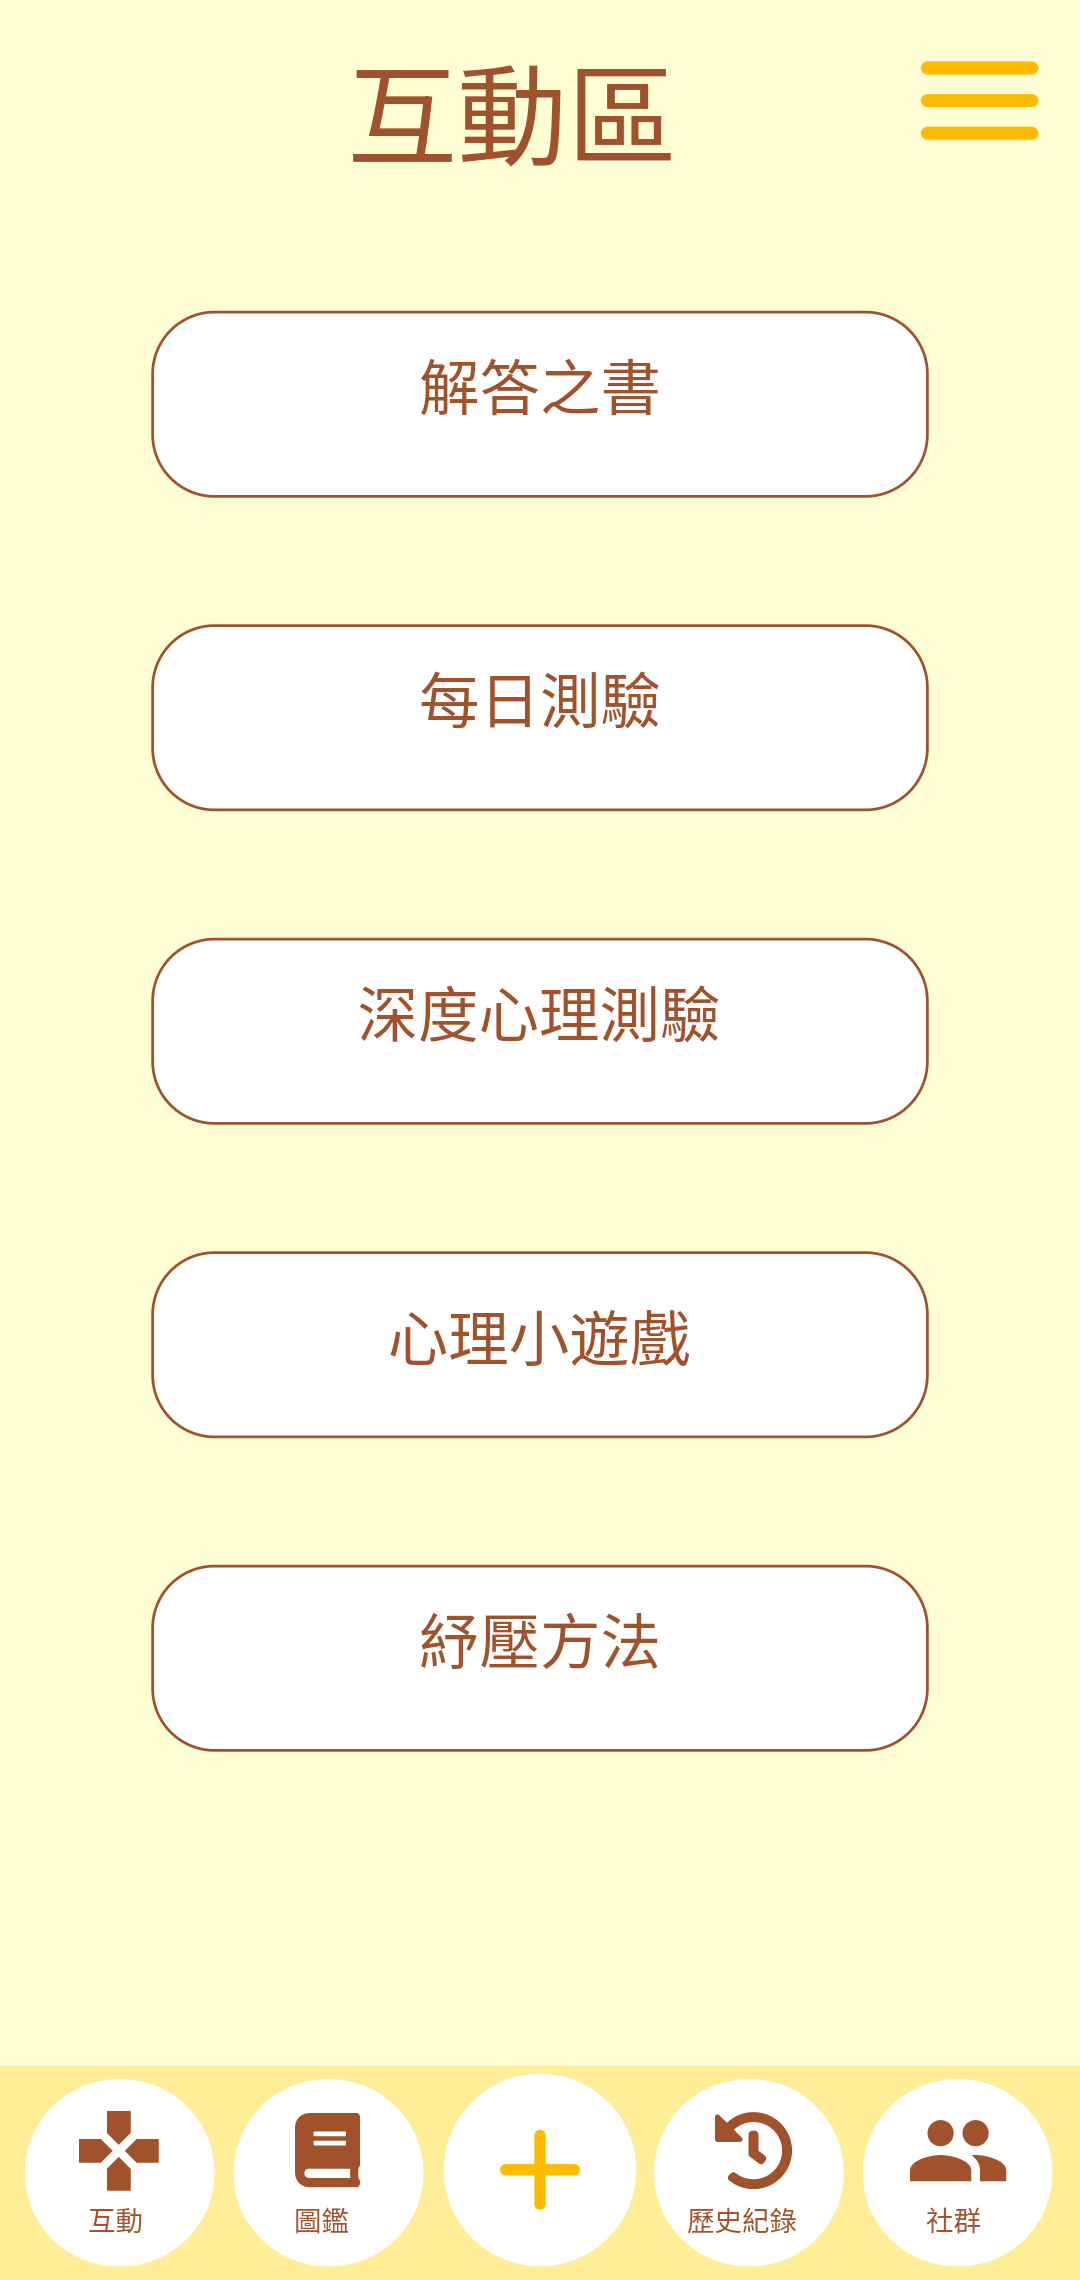 互動區
解答之書
每日測驗
深度心理測驗
心理小遊戲
紓壓方法
互動
圖鑑
歷史紀錄
社群